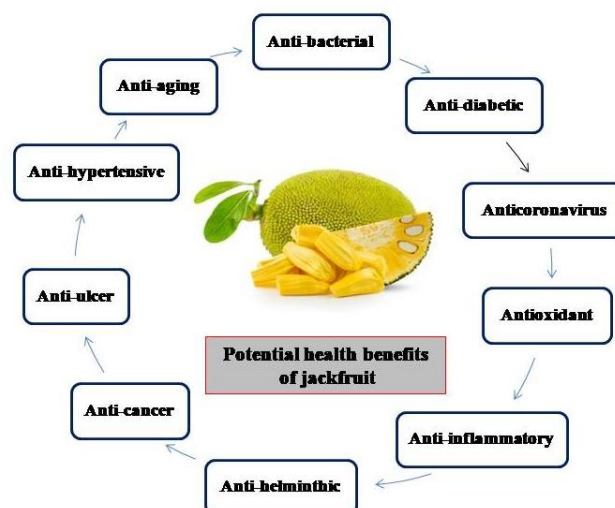 Anti-bacterial
Anti-diabetic
Anticoronavirus
Antioxidant
Anti-inflammatory
Anti-helminthic
Anti-cancer
Anti-ulcer
Anti-hypertensive
Anti-aging
Potential health benefits
of jackfruit